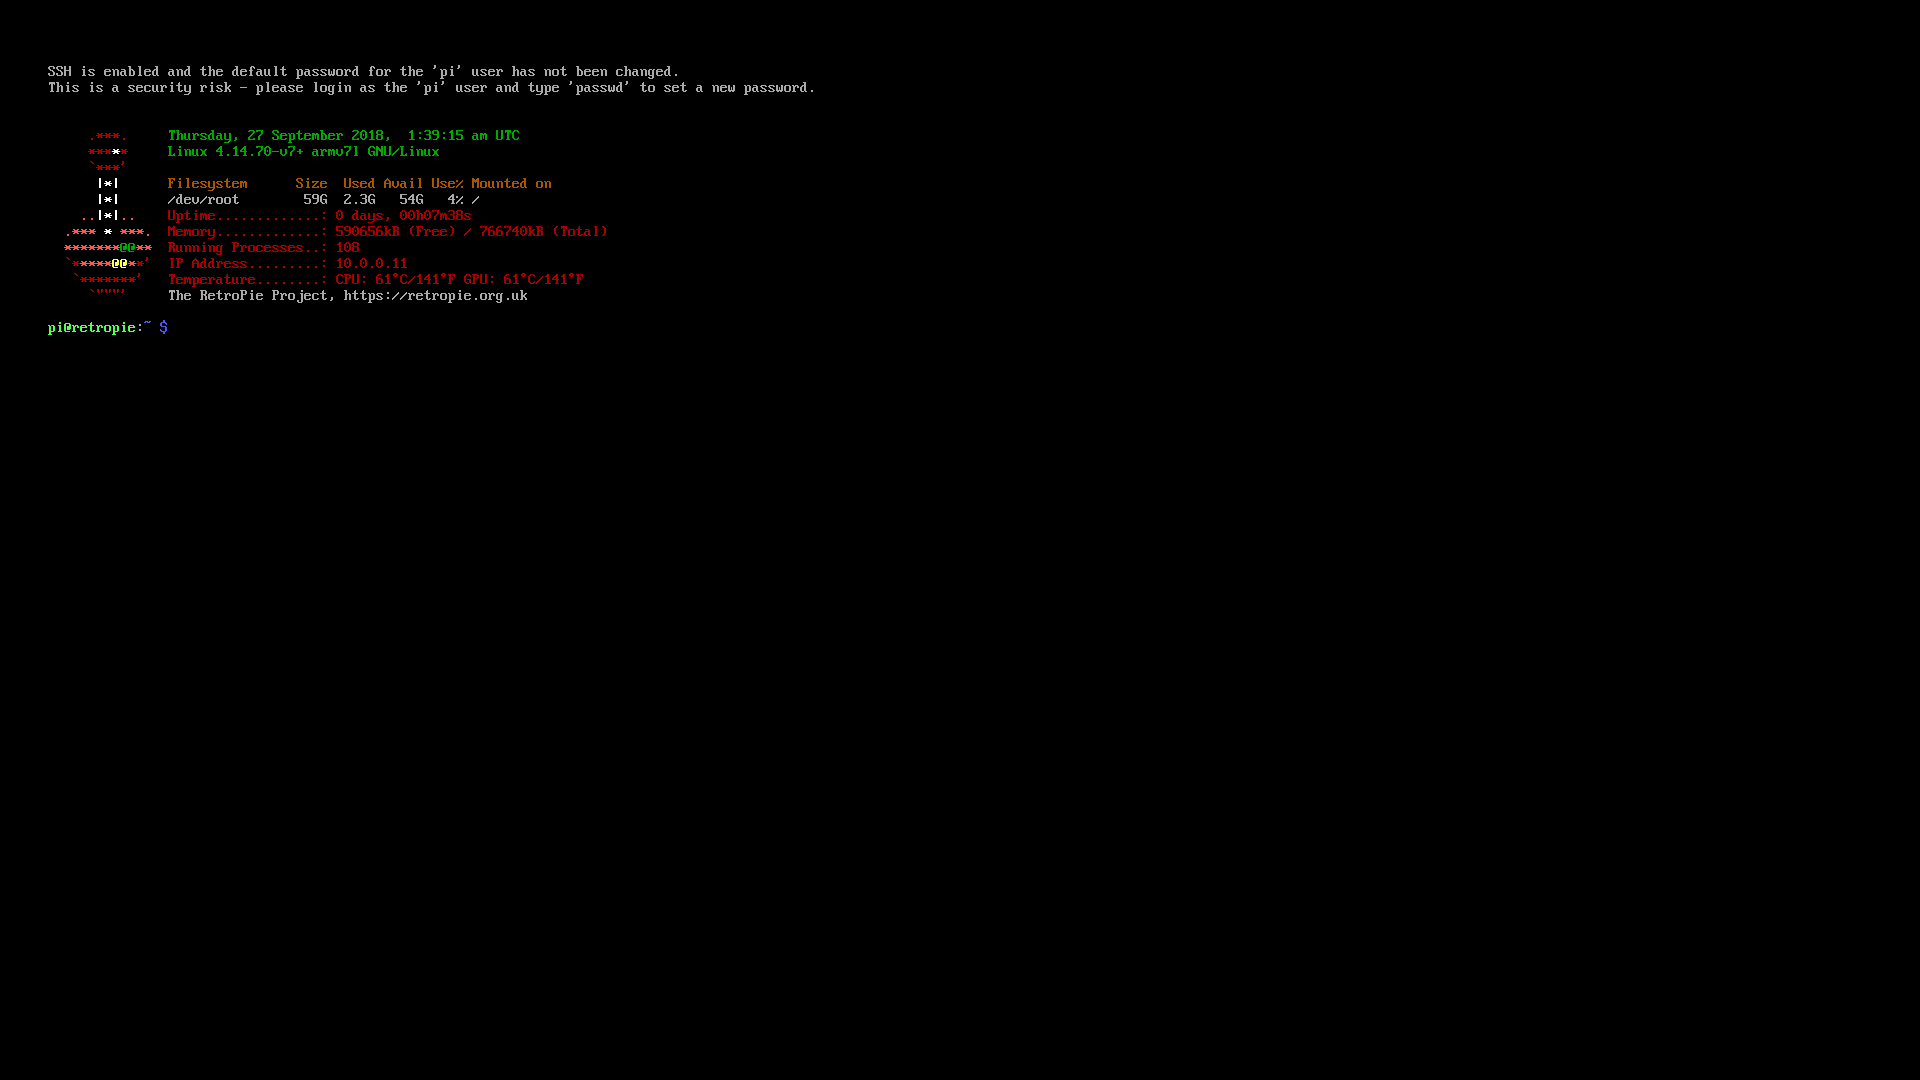 SSH is enabled and the default password for the 'pi' user has not been changed.
This is a security risk - please login as the 'pi' user and type 'passwd' to set a new password.
.***.     Thursday, 27 September 2018,  1:39:15 am UTC
*****     Linux 4.14.70-v7+ armv7l GNU/Linux
`***'
|*|      Filesystem      Size  Used Avail Use% Mounted on
|*|      /dev/root        59G  2.3G   54G   4% /
..|*|..    Uptime.............: 0 days, 00h07m38s
.*** * ***.  Memory.............: 590656kB (Free) / 766740kB (Total)
*******@@**  Running Processes..: 108
`*****@@**'  IP Address.........: 10.0.0.11
`*******'   Temperature........: CPU: 61°C/141°F GPU: 61°C/141°F
`"""'     The RetroPie Project, https://retropie.org.uk
pi@retropie:~ $